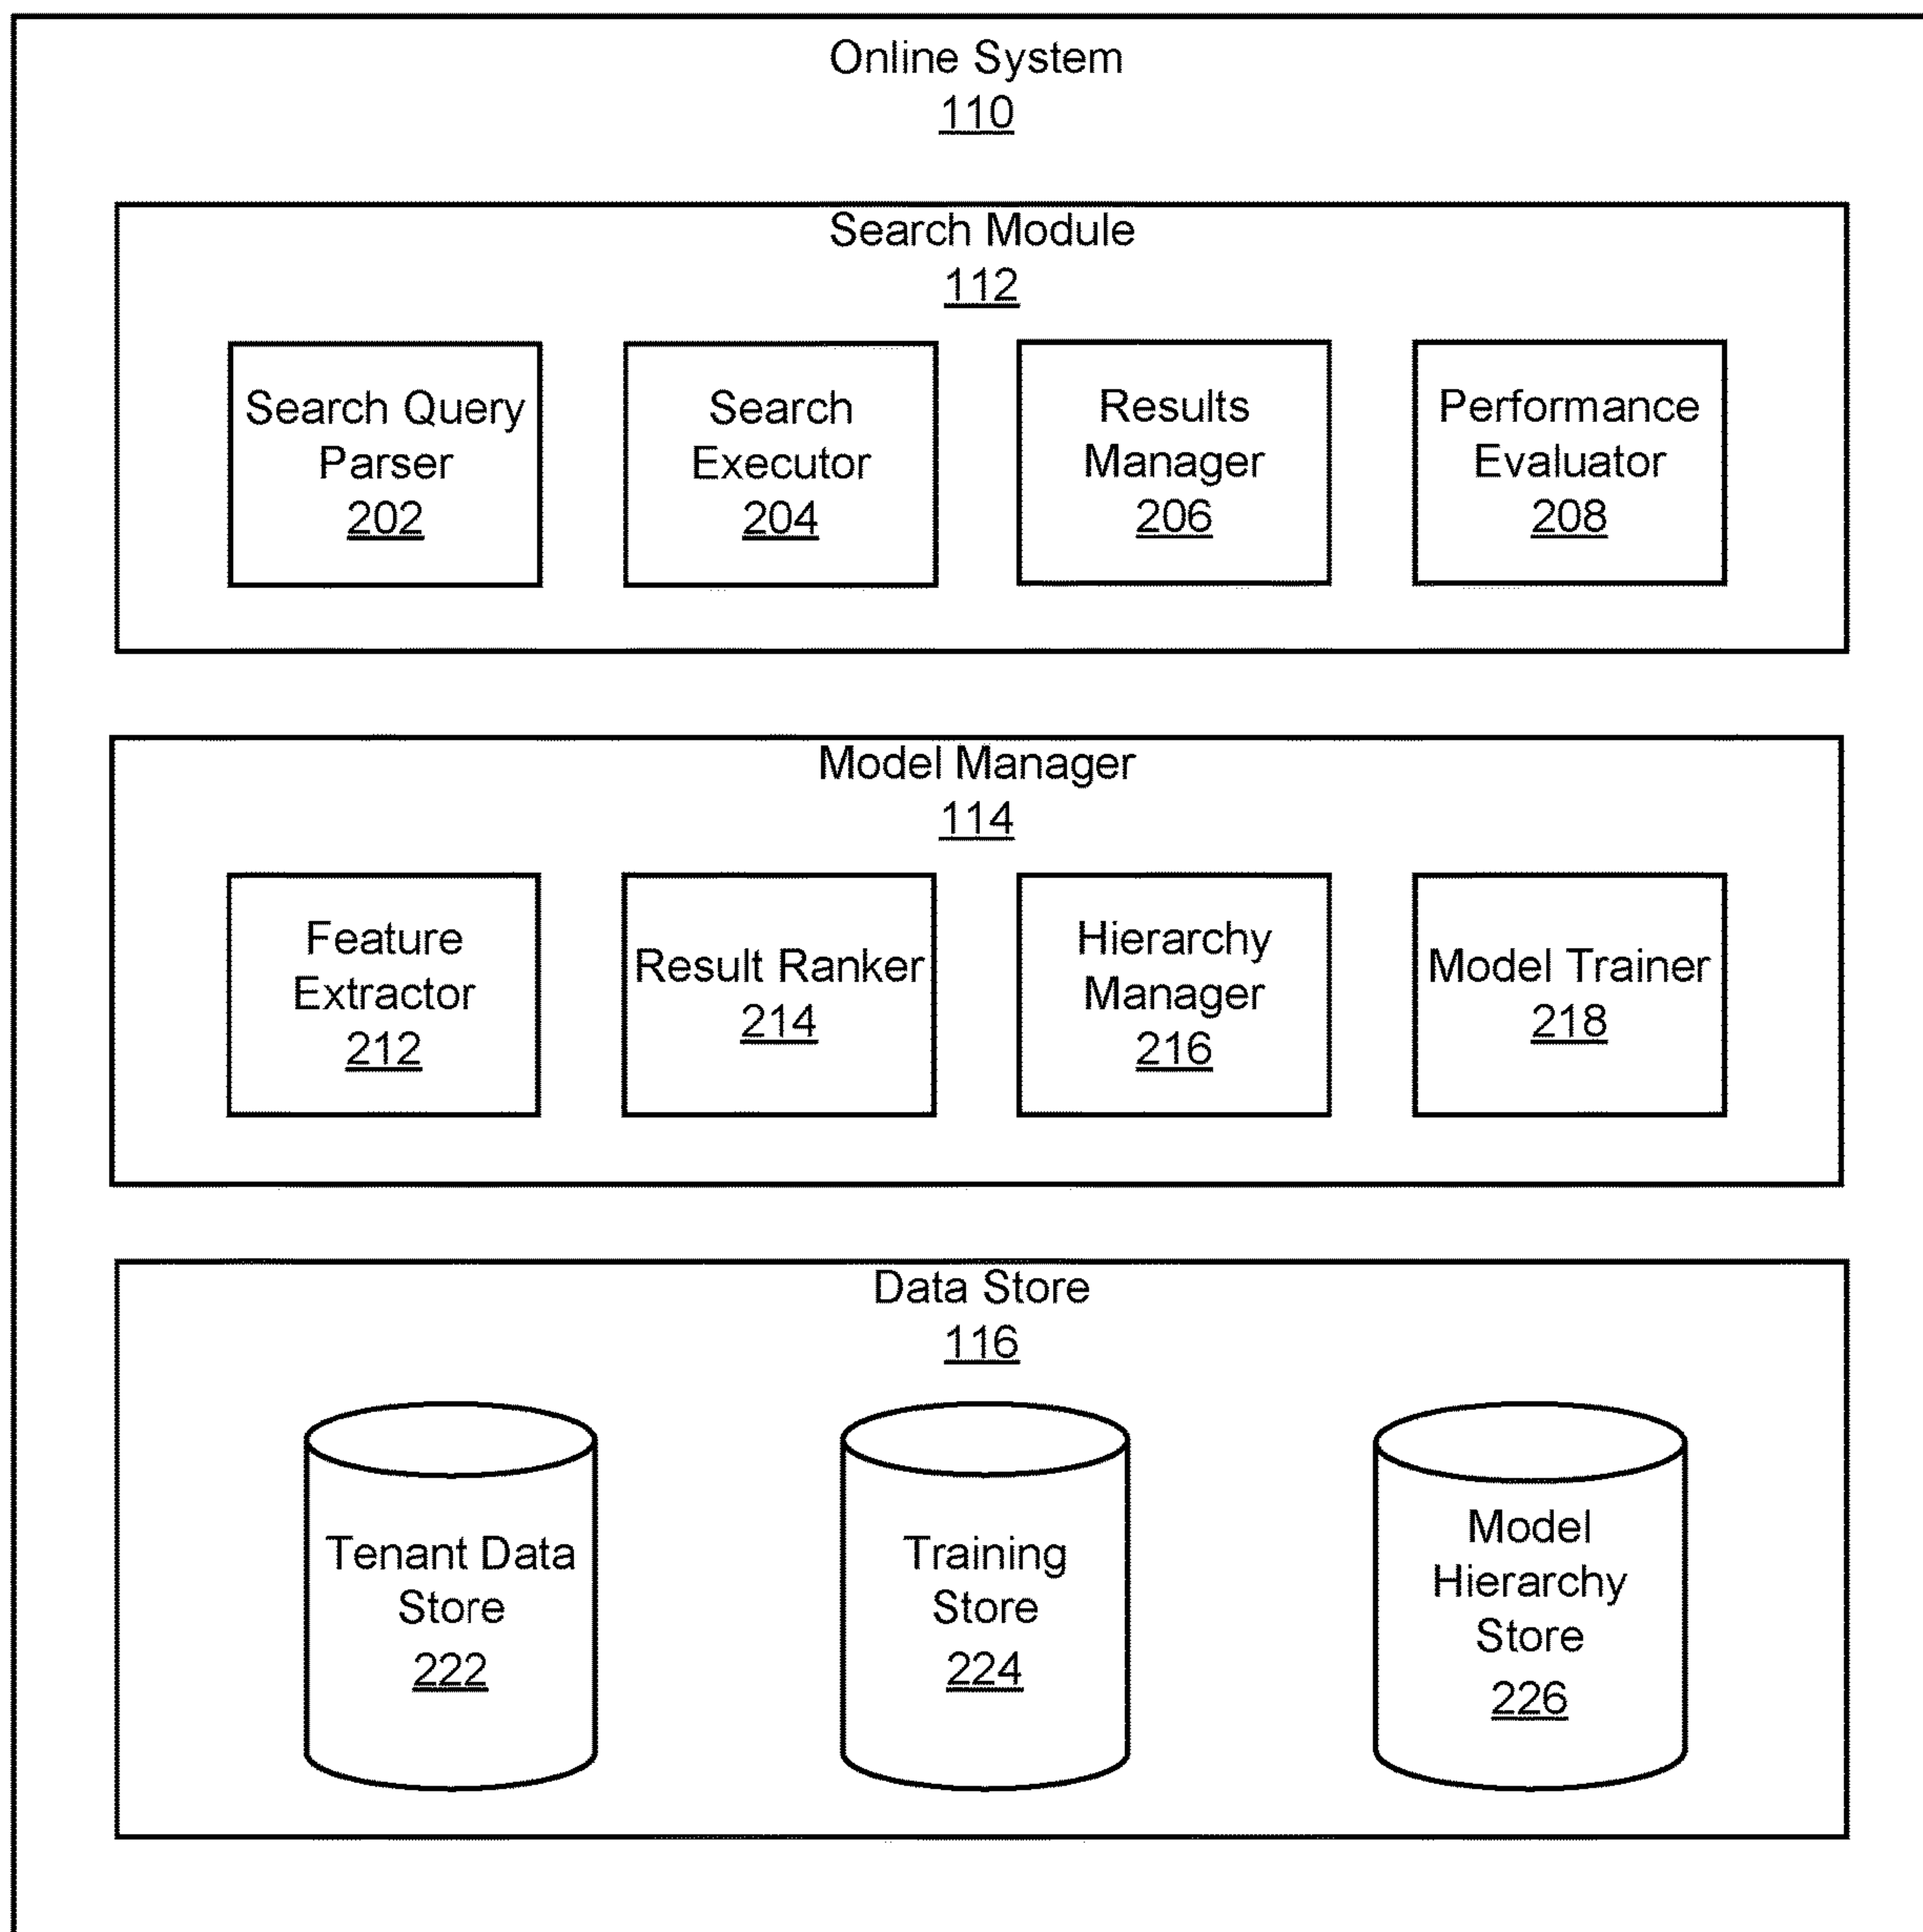 Online System
110
Search Module
112
Search Query
Parser
202
Search
Executor
204
Results
Manager
206
Performance
Evaluator
208
Model Manager
114
Feature
Extractor
212
Result Ranker
214
Hierarchy
Manager
216
Model Trainer
218
Data Store
116
Tenant Data
Store
222
Training
Store
224
Model
Hierarchy
Store
226